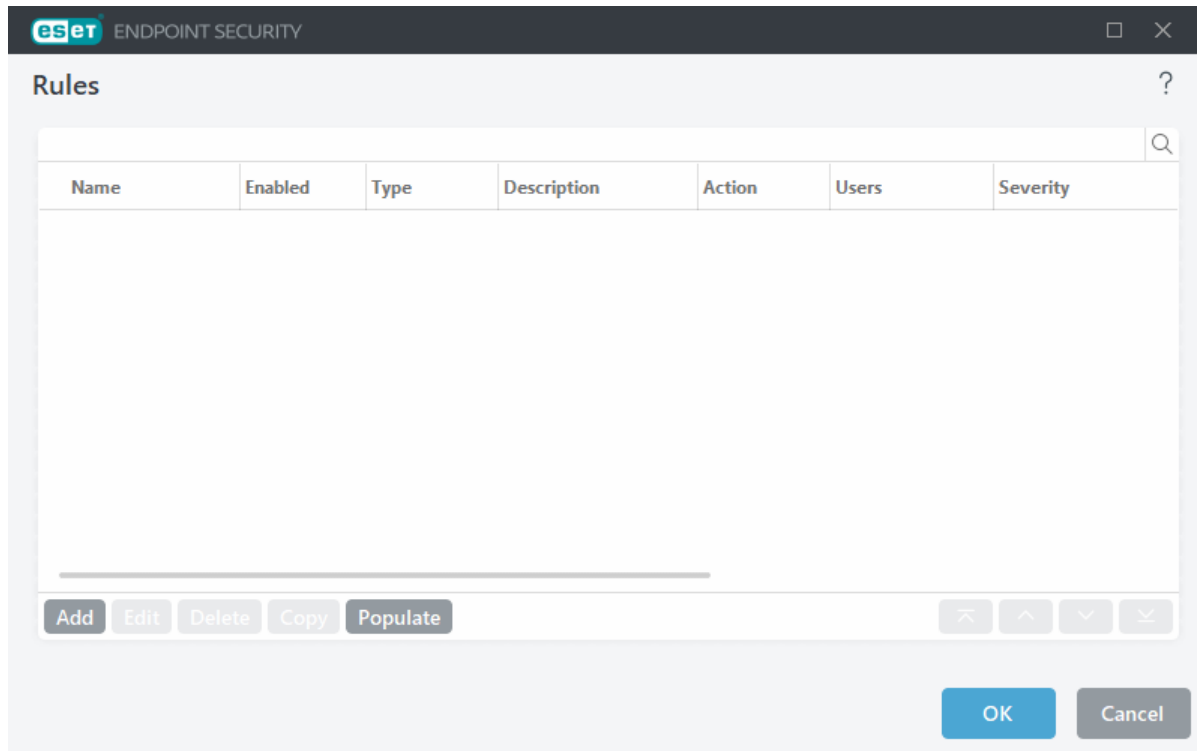 eset ENDPOINT SECURITY
Rules ?
Name Enabled Type Description Action Users Severity
Add Edit Delete Copy Populate
OK Cancel